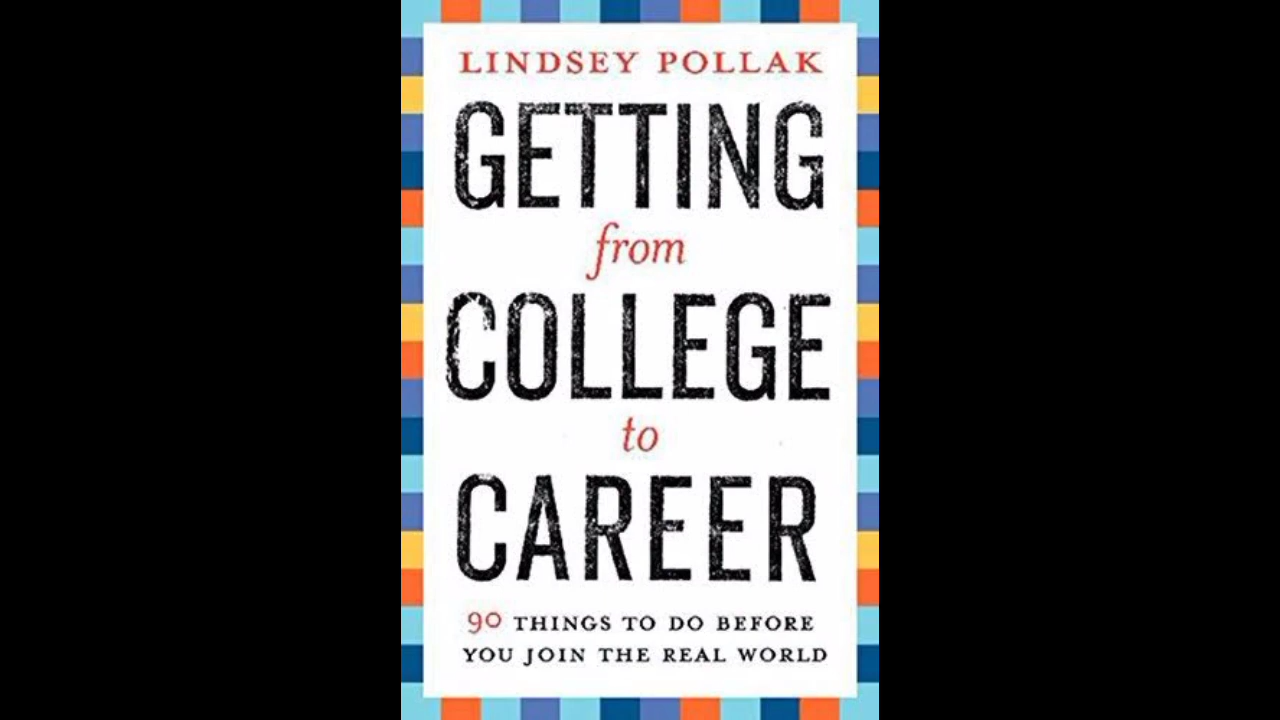 LINDSEY POLLAK
GETTING
from
COLLEGE
to
CAREER
90 THINGS TO DO BEFORE
YOU JOIN THE REAL WORLD